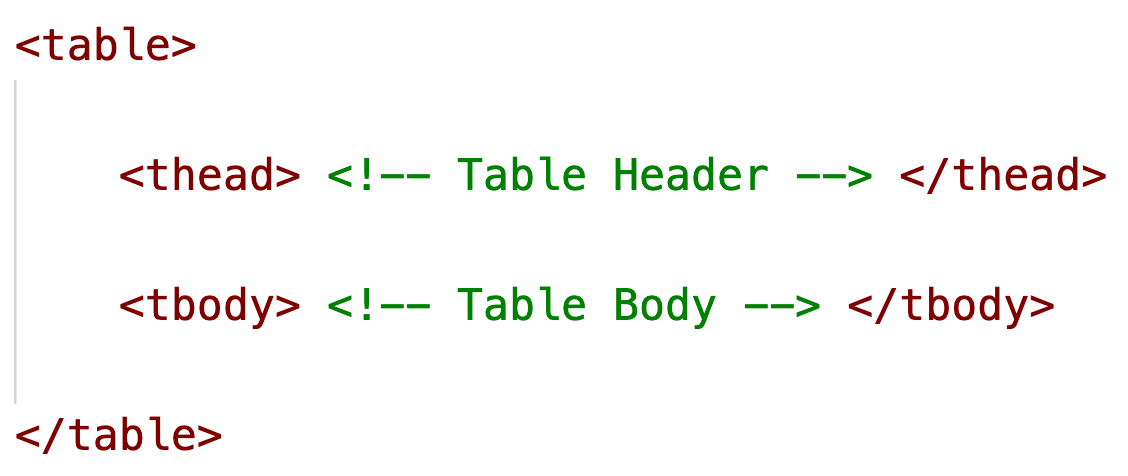 <table>
<thead> <!-- Table Header --> </thead>
<tbody> <!-- Table Body --> </tbody>
</table>